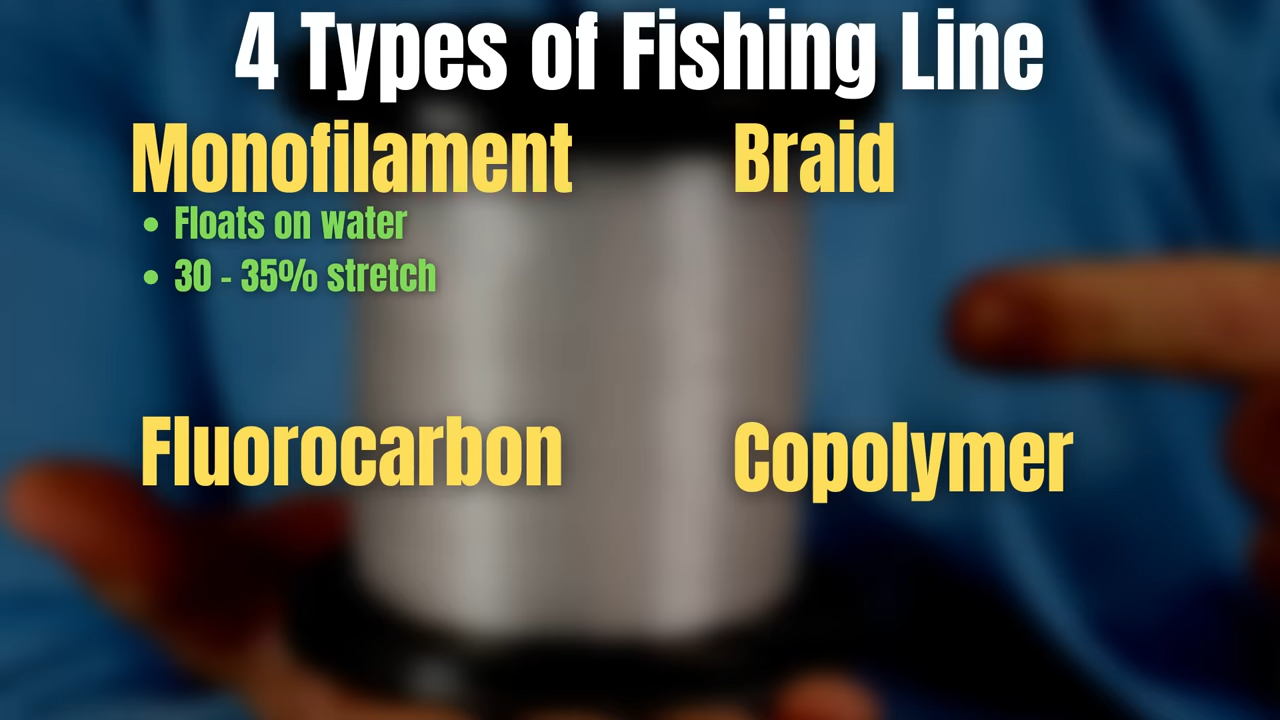 4 Types of Fishing Line
Monofilament
• Floats on water
• 30 - 35% stretch
Braid
Fluorocarbon
Copolymer